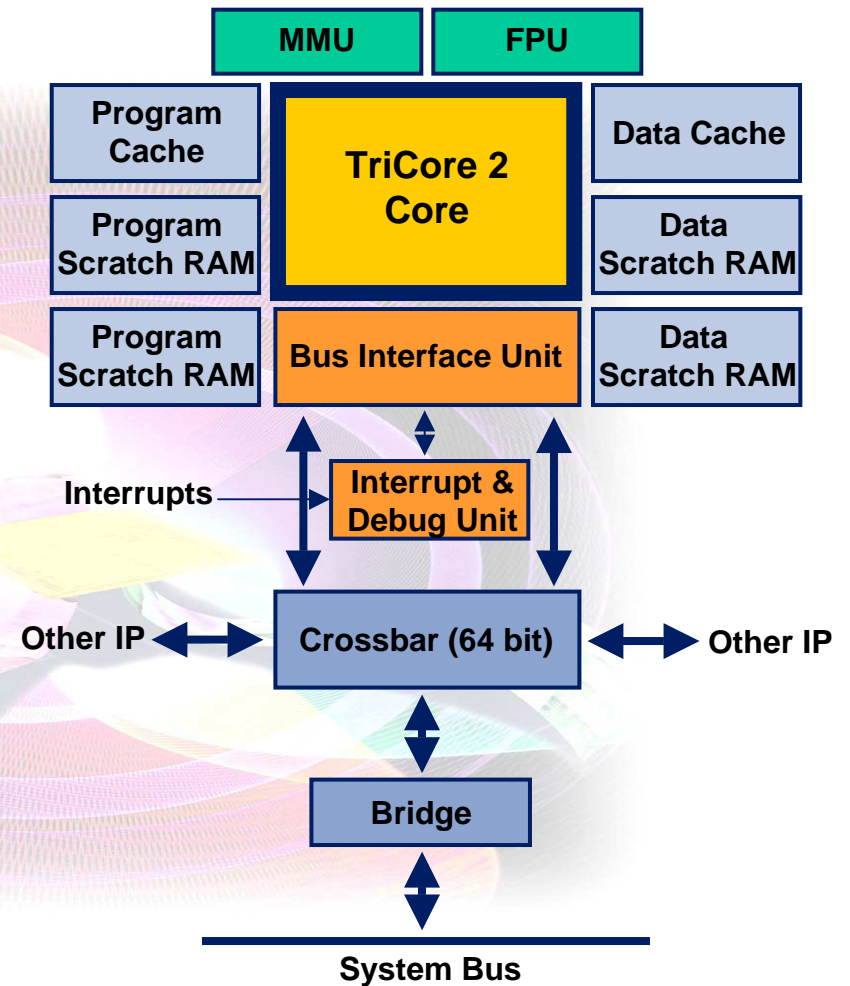 MMU
FPU
Program
Cache
TriCore 2
Core
Data Cache
Program
Scratch RAM
Data
Scratch RAM
Program
Scratch RAM
Bus Interface Unit
Data
Scratch RAM
Interrupts
Interrupt &
Debug Unit
Other IP
Crossbar (64 bit)
Other IP
Bridge
System Bus